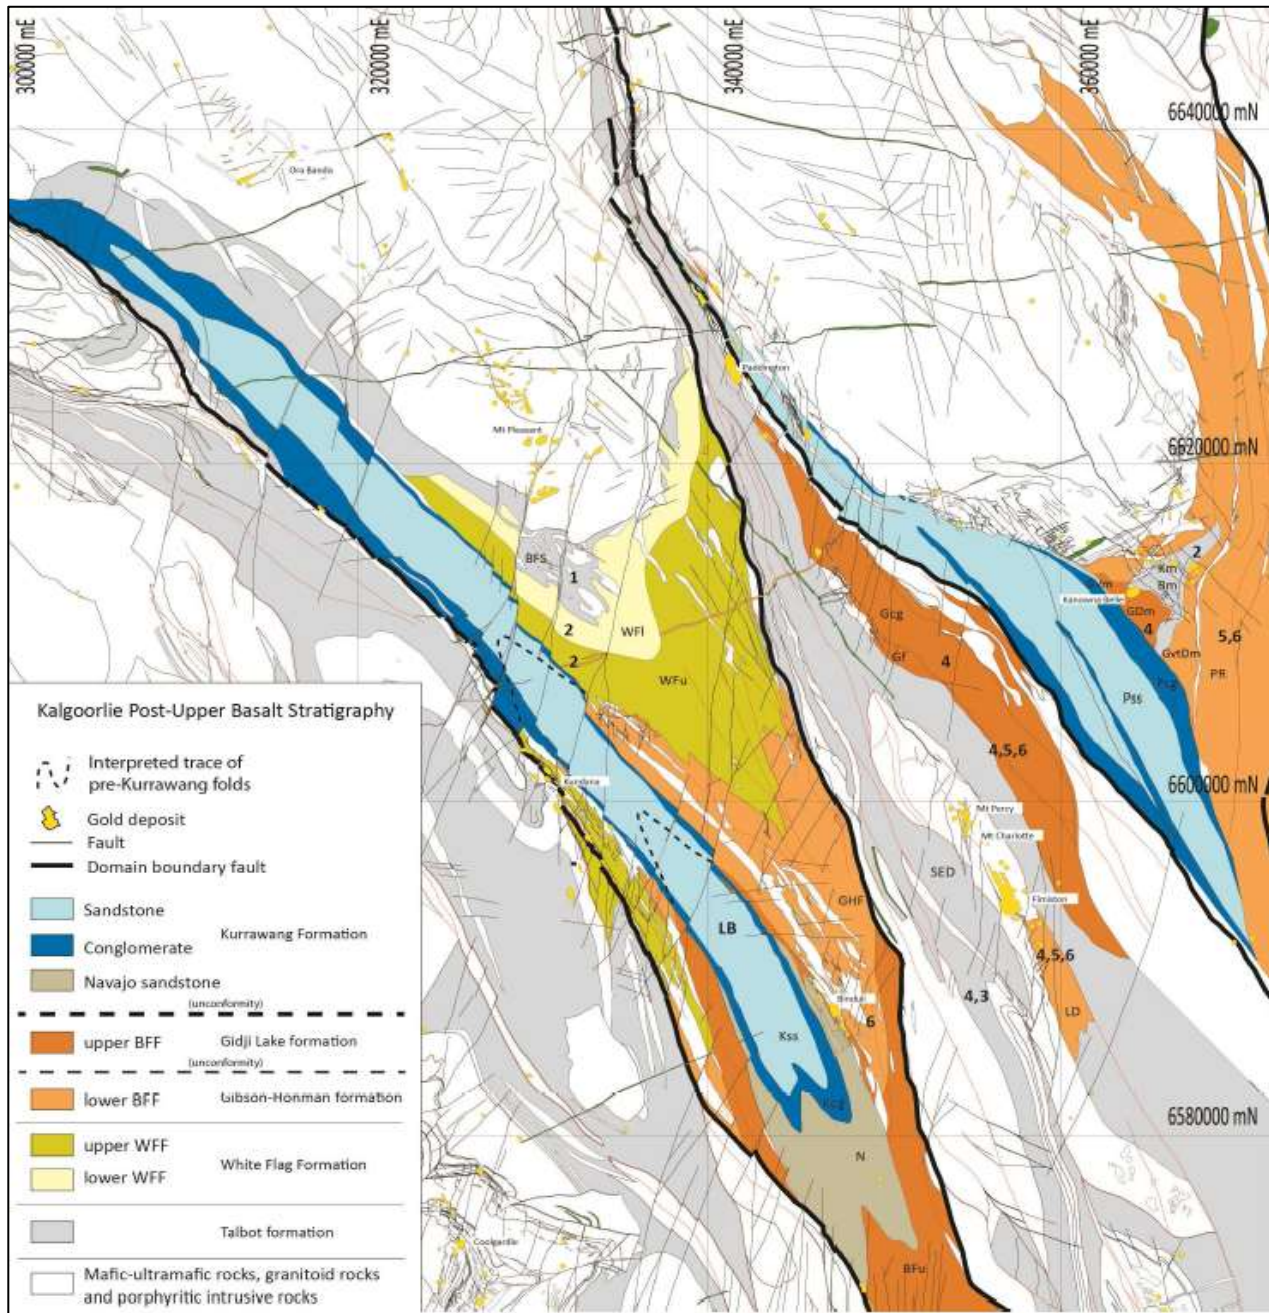 300000 mE
320000 mE
340000 mE
360000 mE
6640000 mN
Ora Banda
Paddington
Mt Pleasant
6620000 mN
BFS
1
2
Km
Bm
Kanowna Belle
GDm
4
GvtDm
5,6
PR
2
WFl
2
WFu
Gcg
Gf
4
Pss
Pcg
4,5,6
6600000 mN
Kundana
Mt Percy
Mt Charlotte
SED
Fimiston
GHF
LB
4,5,6
4,3
LD
Binduli
6
Kss
Kcg
6580000 mN
N
Coolgardie
BFu
Kalgoorlie Post-Upper Basalt Stratigraphy
Interpreted trace of
pre-Kurrawang folds
Gold deposit
Fault
Domain boundary fault
Sandstone
Kurrawang Formation
Conglomerate
Navajo sandstone
(unconformity)
upper BFF Gidji Lake formation
(unconformity)
lower BFF Gibson-Honman formation
upper WFF
White Flag Formation
lower WFF
Talbot formation
Mafic-ultramafic rocks, granitoid rocks
and porphyritic intrusive rocks